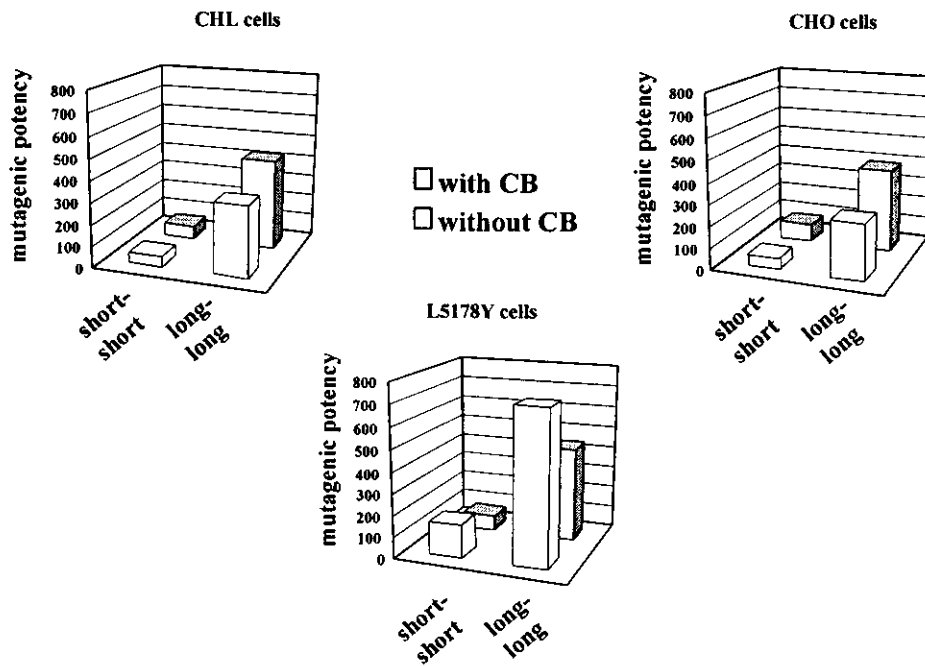 CHL cells
mutagenic potency
800
700
600
500
400
300
200
100
0
short-
short
long-
long
CHO cells
mutagenic potency
800
700
600
500
400
300
200
100
0
short-
short
long-
long
with CB
without CB
L5178Y cells
mutagenic potency
800
700
600
500
400
300
200
100
0
short-
short
long-
long